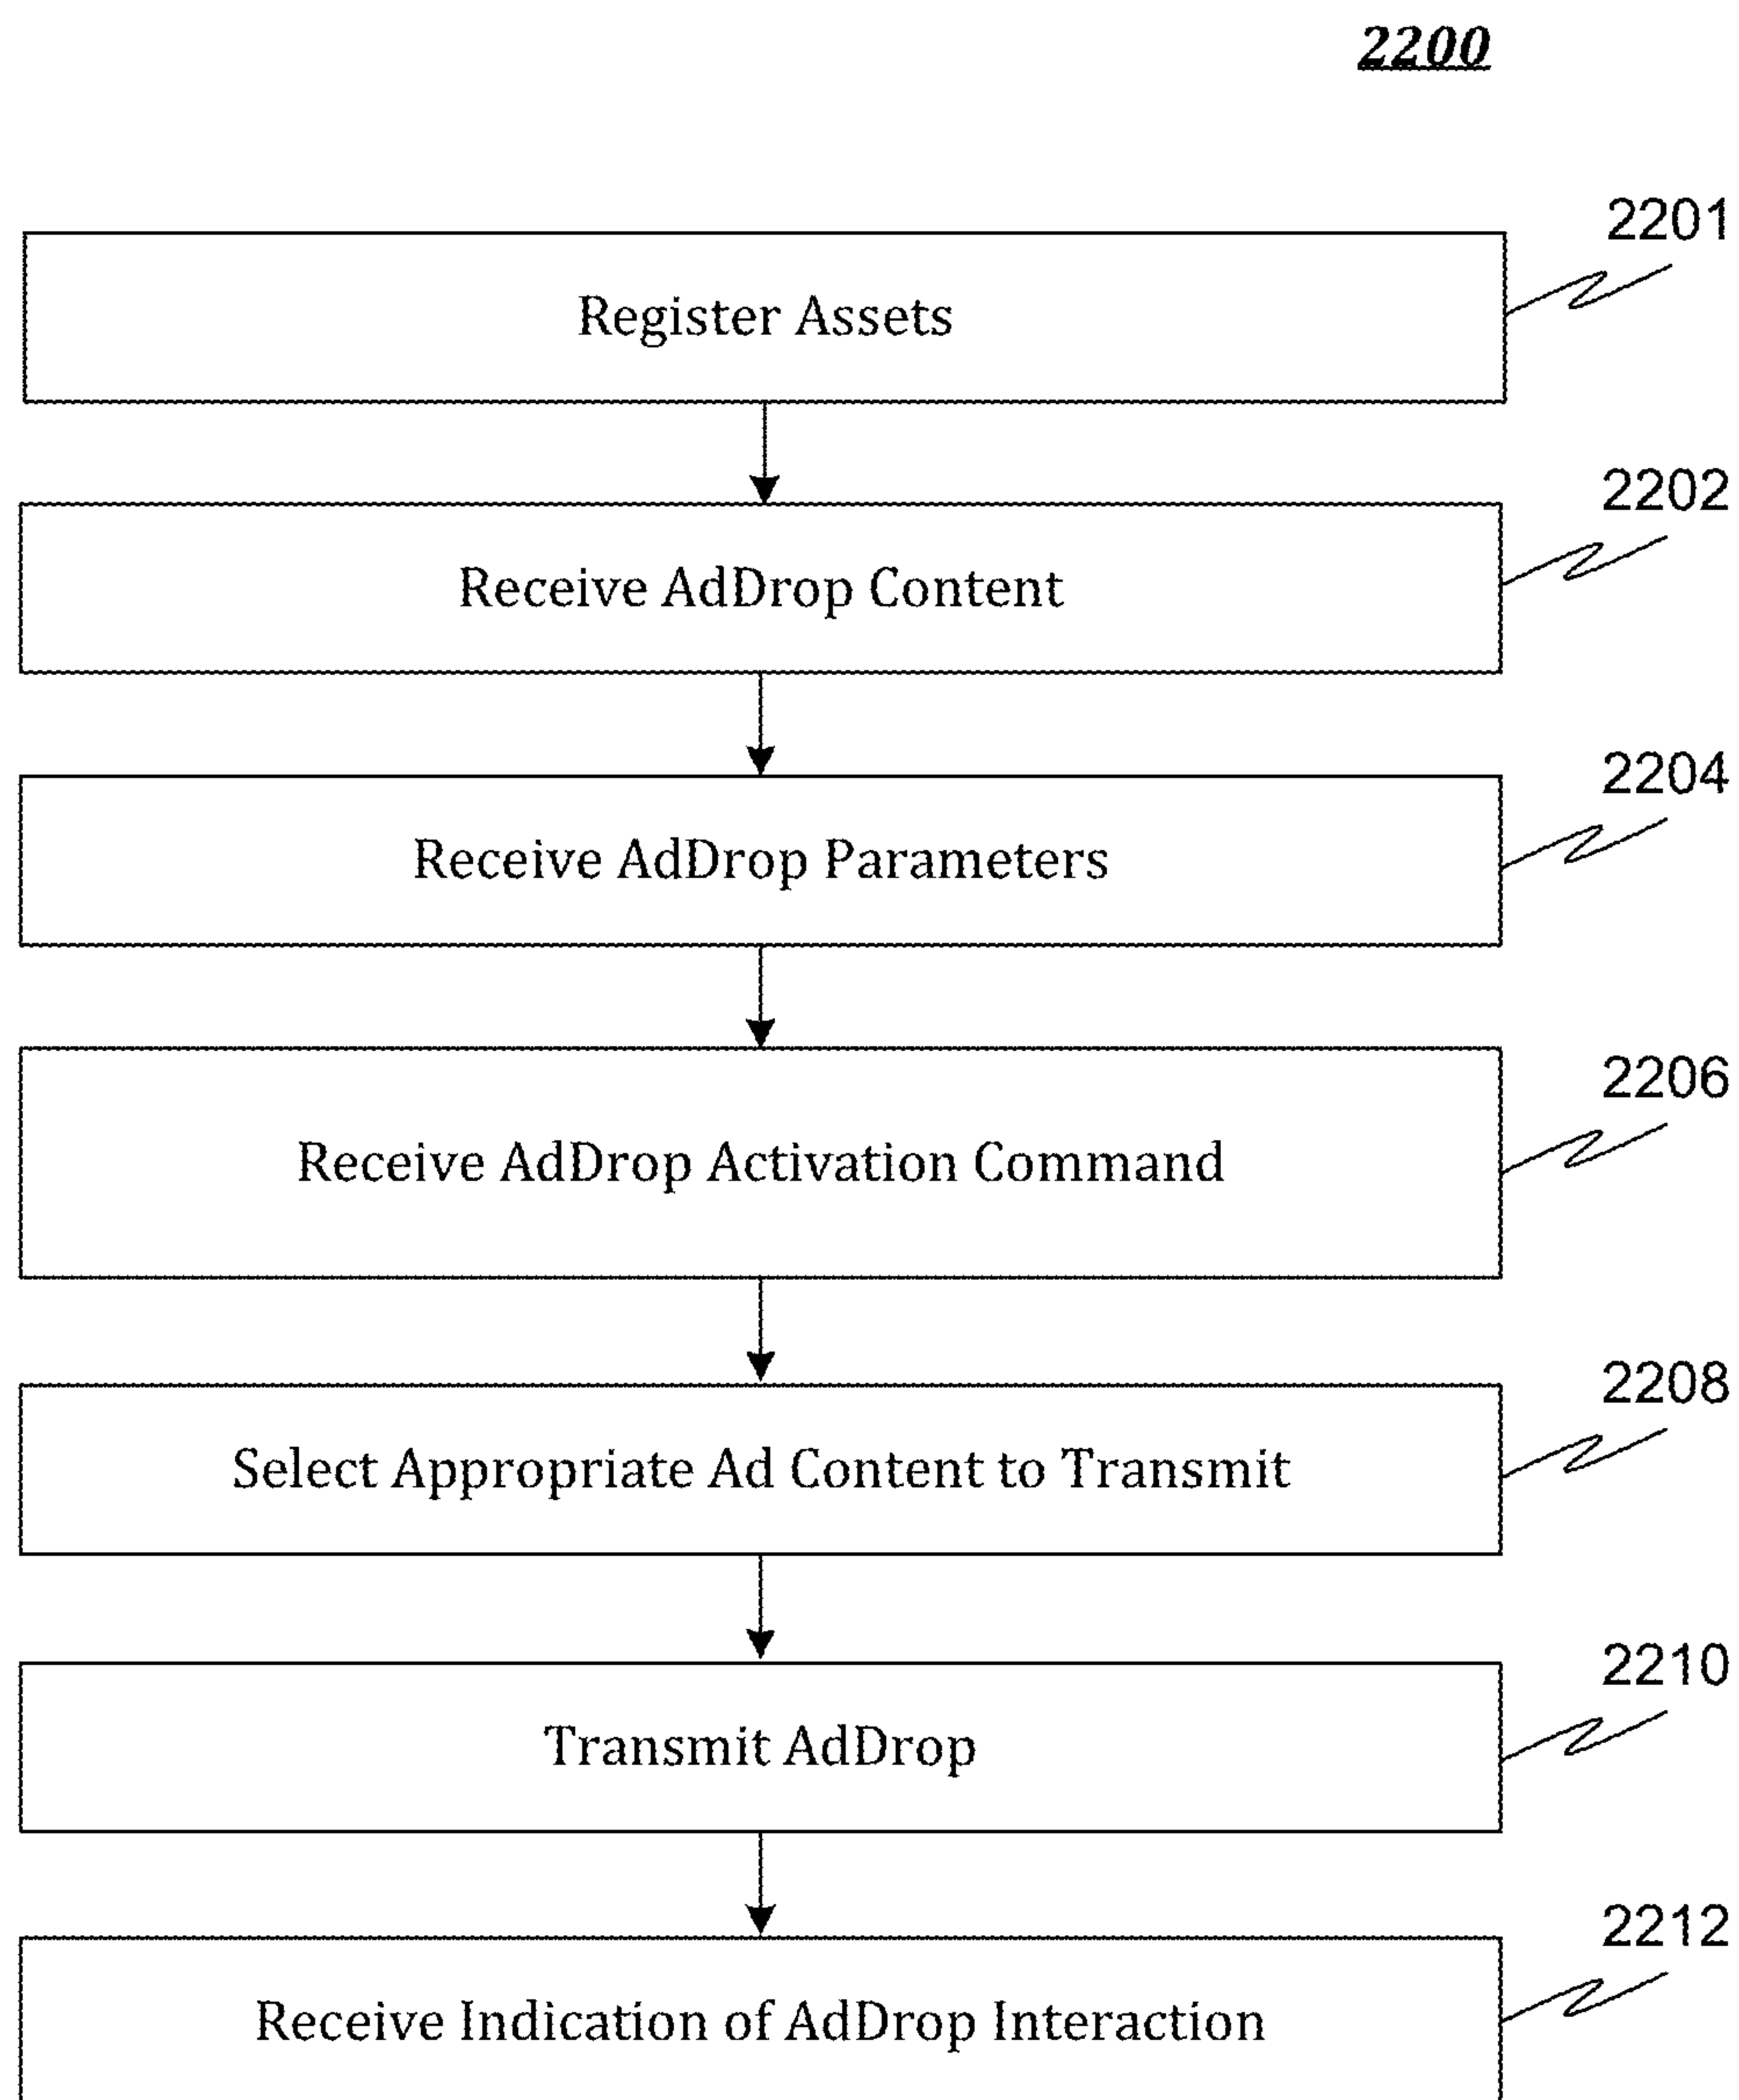 2200
2201
Register Assets
2202
Receive AdDrop Content
2204
Receive AdDrop Parameters
2206
Receive AdDrop Activation Command
2208
Select Appropriate Ad Content to Transmit
2210
Transmit AdDrop
2212
Receive Indication of AdDrop Interaction